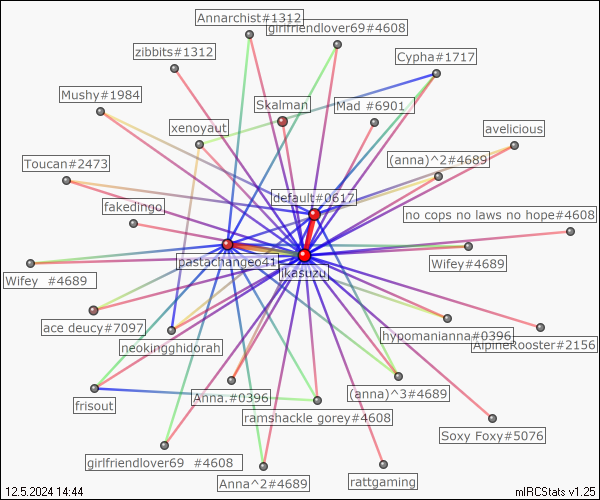 Annarchist#1312
girlfriendlover69#4608
zibbits#1312
Cypha#1717
Mushy#1984
Skalman
Mad #6901
xenoyaut
avelicious
Toucan#2473
(anna)^2#4689
default#0617
fakedingo
no cops no laws no hope#4608
pastachangeo41
ikasuzu
Wifey #4689
Wifey#4689
ace deucy#7097
hypomanianna#0396
AlpineRooster#2156
neokingghidorah
Anna.#0396
(anna)^3#4689
frisout
ramshackle gorey#4608
Soxy Foxy#5076
girlfriendlover69 #4608
Anna^2#4689
rattgaming
12.5.2024 14:44
mIRCStats v1.25